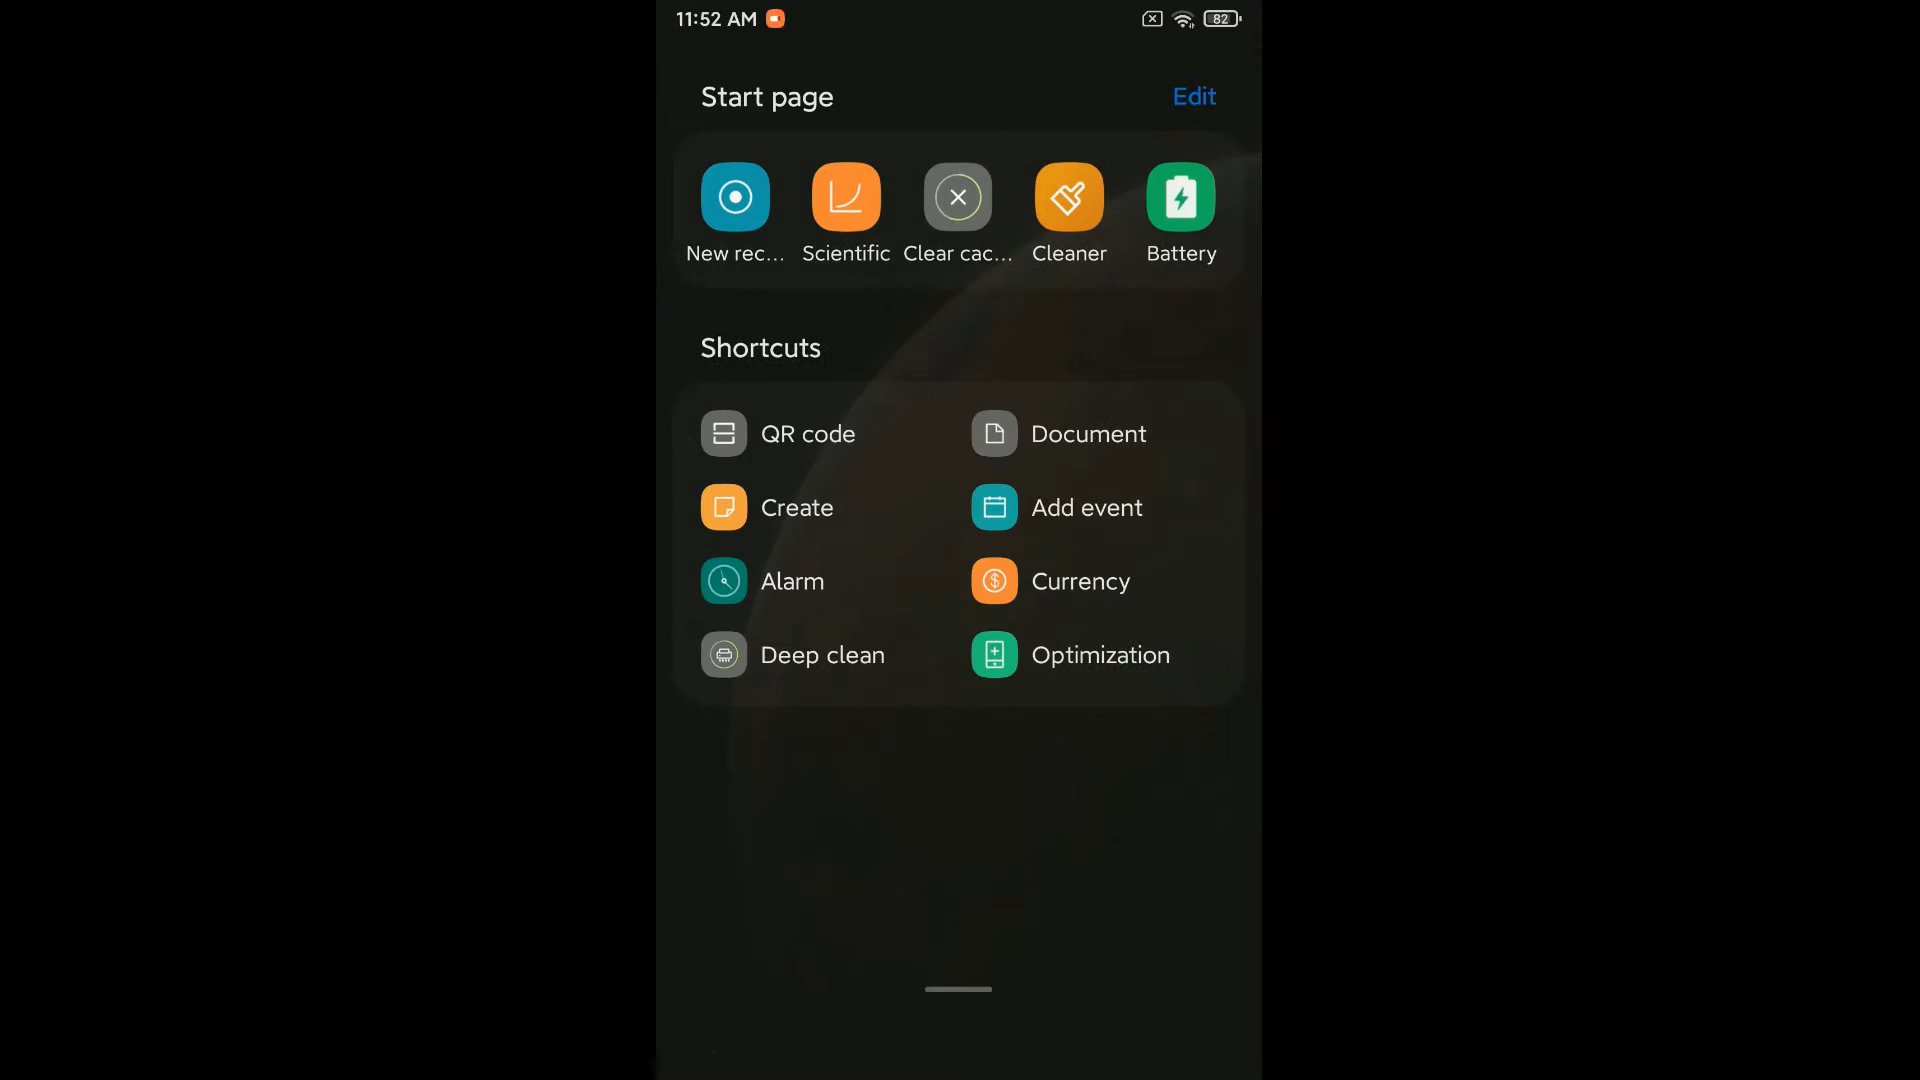 11:52 AM
82
Start page
Edit
New rec...
Scientific
Clear cac...
Cleaner
Battery
Shortcuts
QR code
Document
Create
Add event
Alarm
Currency
Deep clean
Optimization